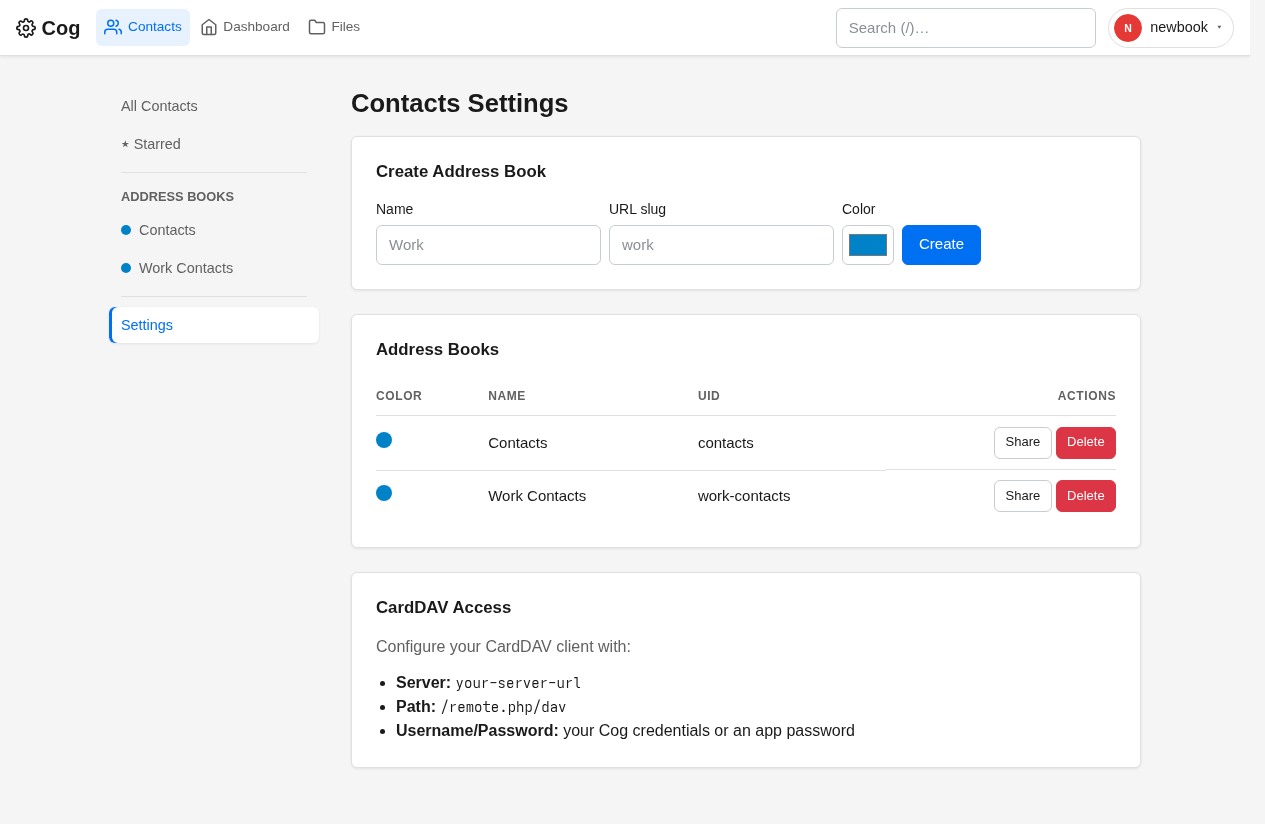 Cog
Contacts
Dashboard
Files
Search (/)…
N
newbook
All Contacts
★ Starred
ADDRESS BOOKS
Contacts
Work Contacts
Settings
Contacts Settings
Create Address Book
Name
URL slug
Color
Work
work
Create
Address Books
COLOR NAME UID ACTIONS
Contacts contacts Share Delete
Work Contacts work-contacts Share Delete
CardDAV Access
Configure your CardDAV client with:
• Server: your-server-url
• Path: /remote.php/dav
• Username/Password: your Cog credentials or an app password